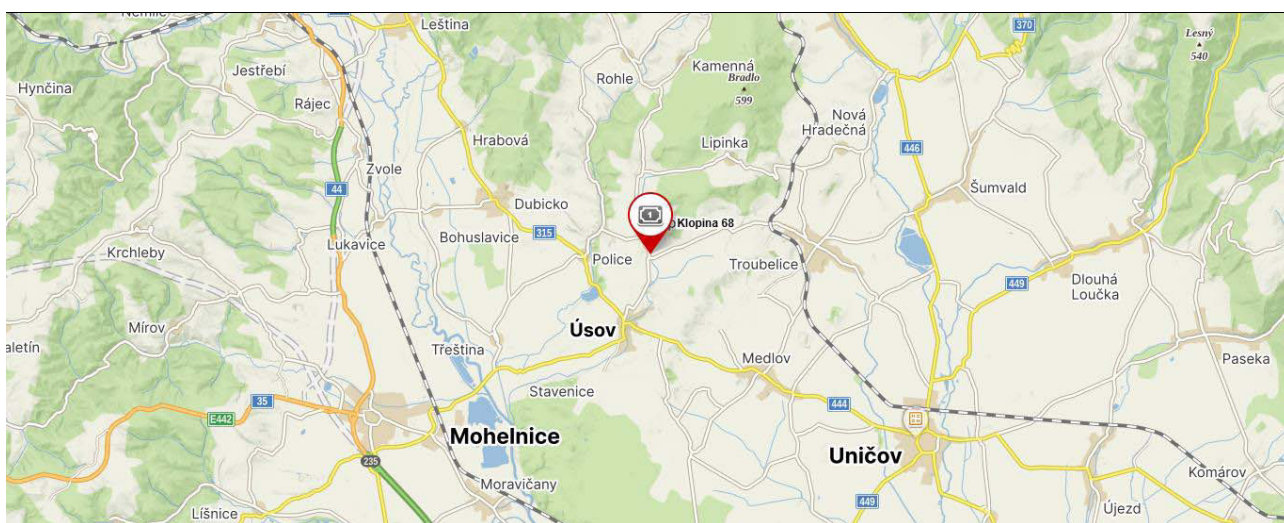 Leština
370
Lesný
540
Kamenná
Bradlo
599
Jestřebí
Rohle
Hynčina
Rájec
Nová
Hradečná
Hrabová
Lipinka
446
Zvole
44
Šumvald
Dubicko
1
Klopina 68
Lukavice
Bohuslavice
315
Krchleby
Police
Troubelice
449
Dlouhá
Loučka
Mírov
Úsov
Třeština
Medlov
Paseka
Stavenice
35
E442
444
Mohelnice
Uničov
235
Komárov
Moravičany
449
Líšnice
Újezd